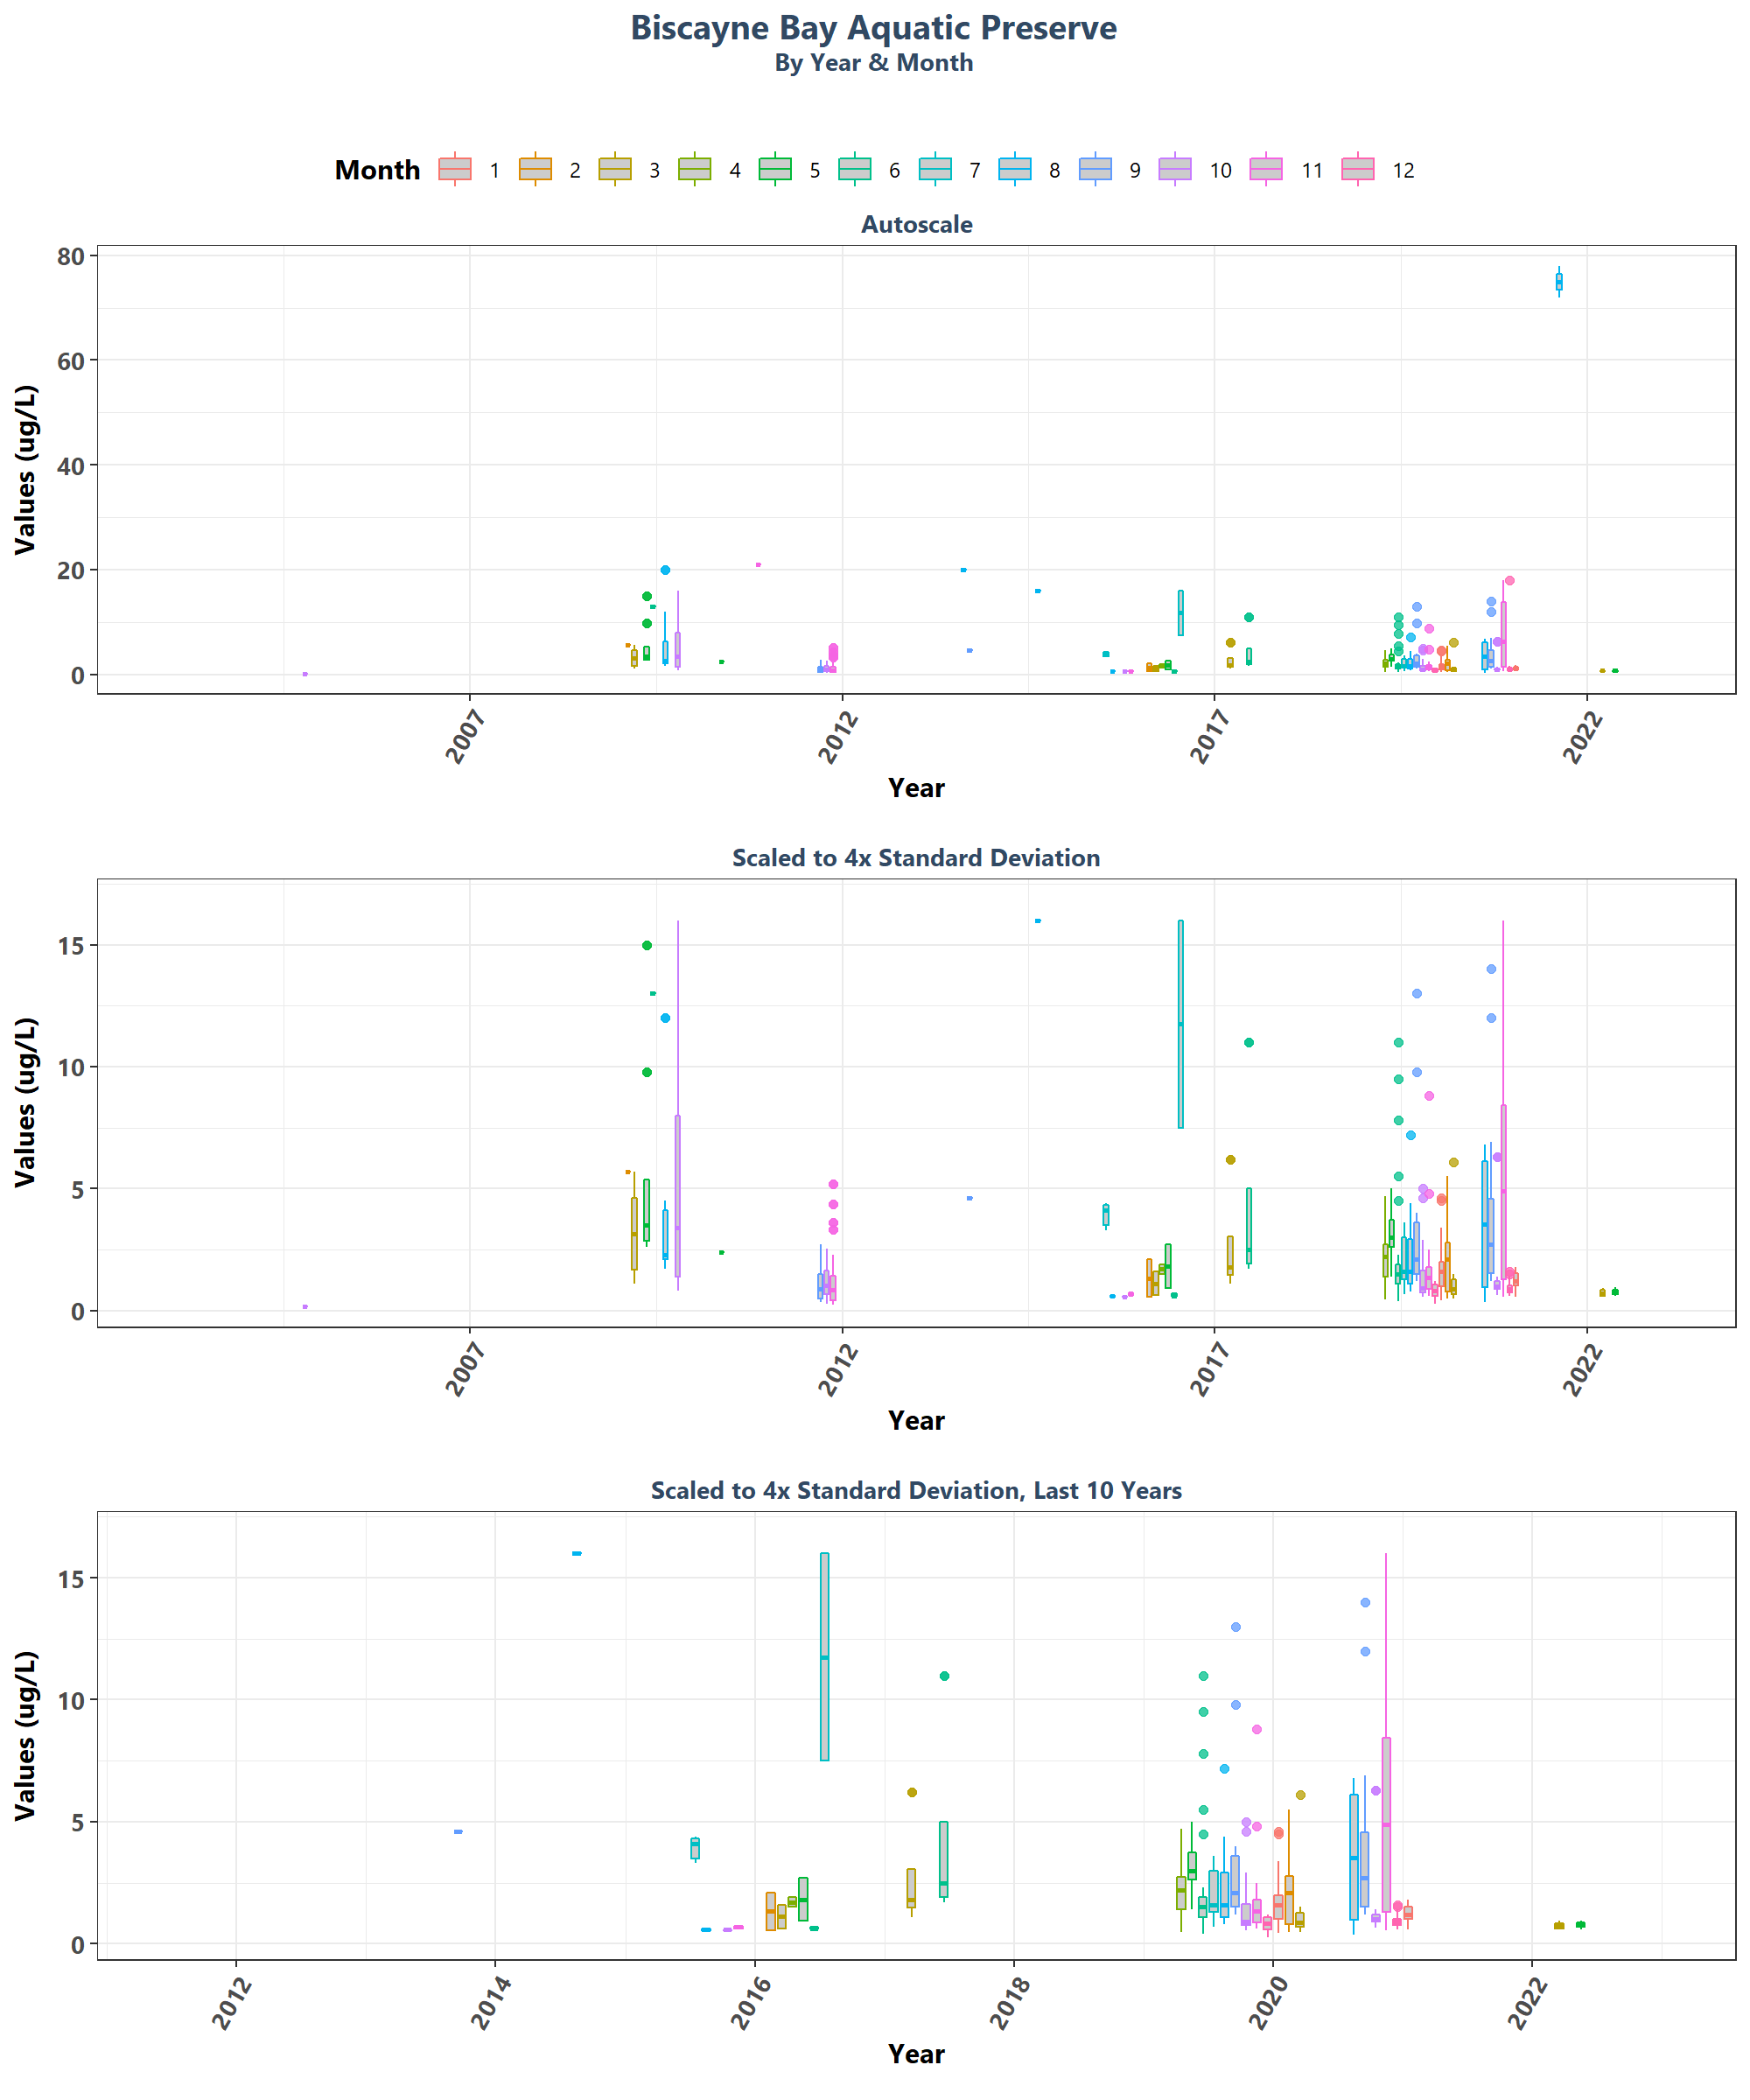 Biscayne Bay Aquatic Preserve
By Year & Month
Month 1 2 3 4 5 6 7 8 9 10 11 12
Autoscale
Values (ug/L)
80
60
40
20
0
2007 2012 2017 2022
Year
Scaled to 4x Standard Deviation
Values (ug/L)
15
10
5
0
2007 2012 2017 2022
Year
Scaled to 4x Standard Deviation, Last 10 Years
Values (ug/L)
15
10
5
0
2012 2014 2016 2018 2020 2022
Year